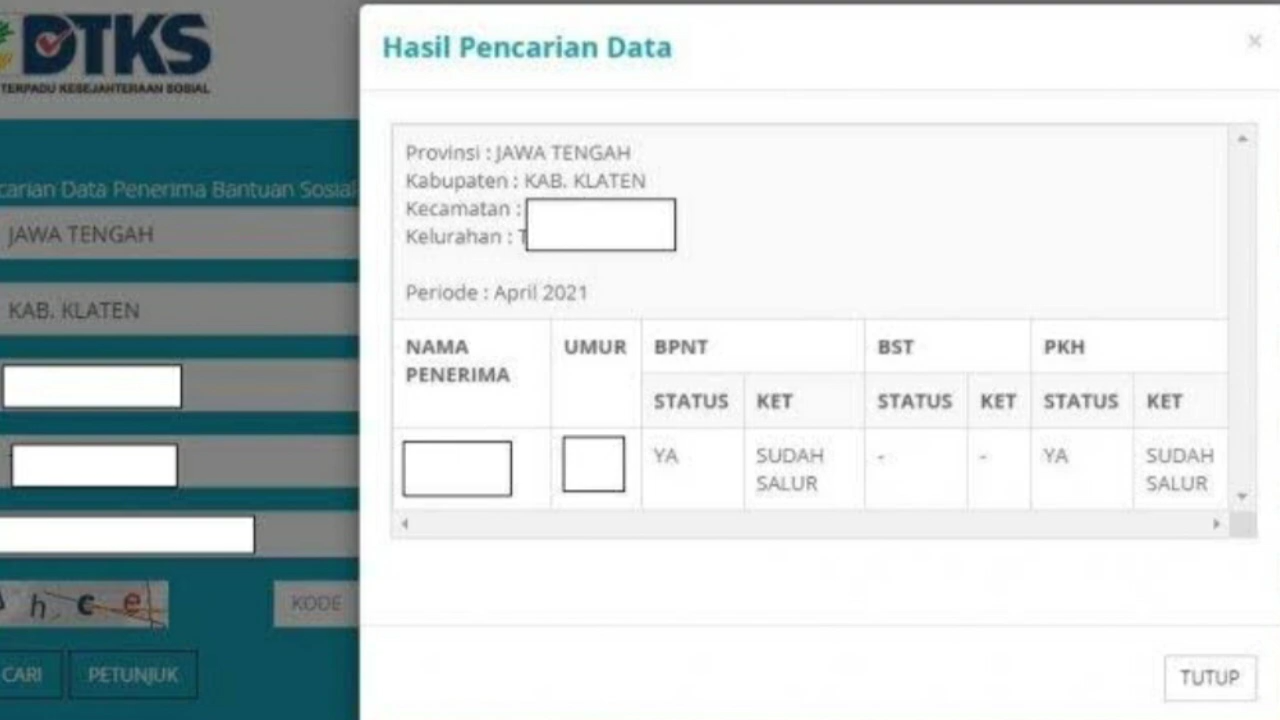 DTKS
TERPADU KESEJAHTERAAN SOSIAL
Data Penerima Bantuan Sosial
JAWA TENGAH
KAB. KLATEN
h c e
KODE
CARI
PETUNJUK
Hasil Pencarian Data
×
Provinsi : JAWA TENGAH
Kabupaten : KAB. KLATEN
Kecamatan :
Kelurahan : T
Periode : April 2021
NAMA PENERIMA UMUR BPNT BST PKH
STATUS KET STATUS KET STATUS KET
YA SUDAH SALUR - - YA SUDAH SALUR
TUTUP